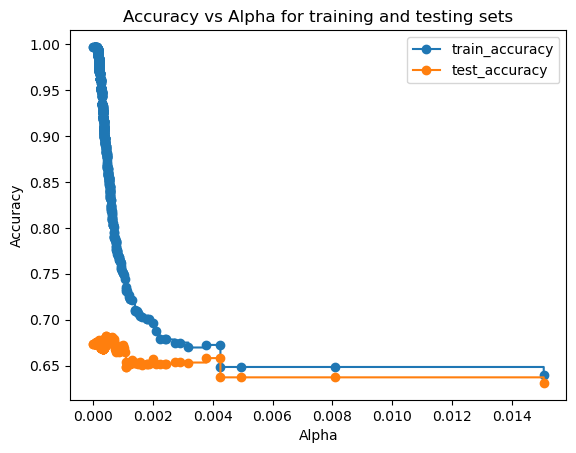 Accuracy vs Alpha for training and testing sets
train_accuracy
test_accuracy
Accuracy
1.00
0.95
0.90
0.85
0.80
0.75
0.70
0.65
0.000 0.002 0.004 0.006 0.008 0.010 0.012 0.014
Alpha